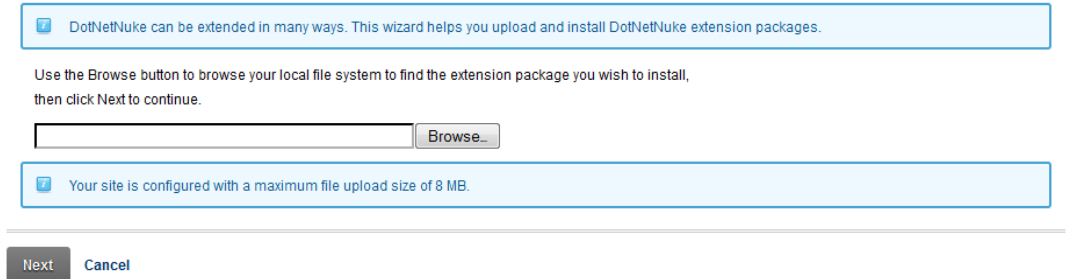 DotNetNuke can be extended in many ways. This wizard helps you upload and install DotNetNuke extension packages.
Use the Browse button to browse your local file system to find the extension package you wish to install,
then click Next to continue.
Browse...
Your site is configured with a maximum file upload size of 8 MB.
Next Cancel